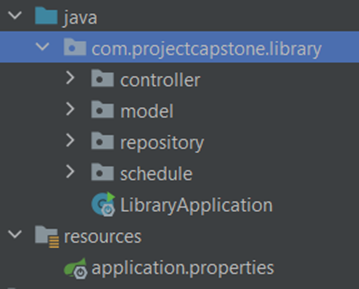 java
com.projectcapstone.library
controller
model
repository
schedule
LibraryApplication
resources
application.properties